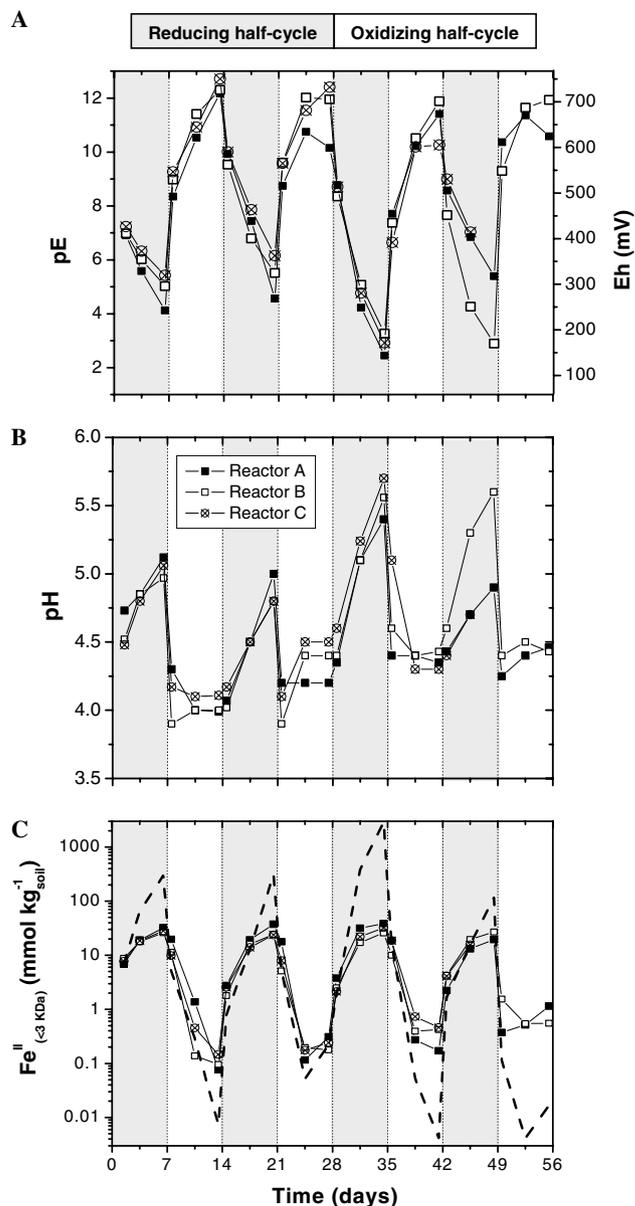 A
Reducing half-cycle Oxidizing half-cycle
12
10
8
6
4
2
pE
700
600
500
400
300
200
100
Eh (mV)
B
6.0
5.5
5.0
4.5
4.0
3.5
pH
Reactor A
Reactor B
Reactor C
C
1000
100
10
1
0.1
0.01
Fe^II (<3 KDa) (mmol kg^-1 soil)
0 7 14 21 28 35 42 49 56
Time (days)